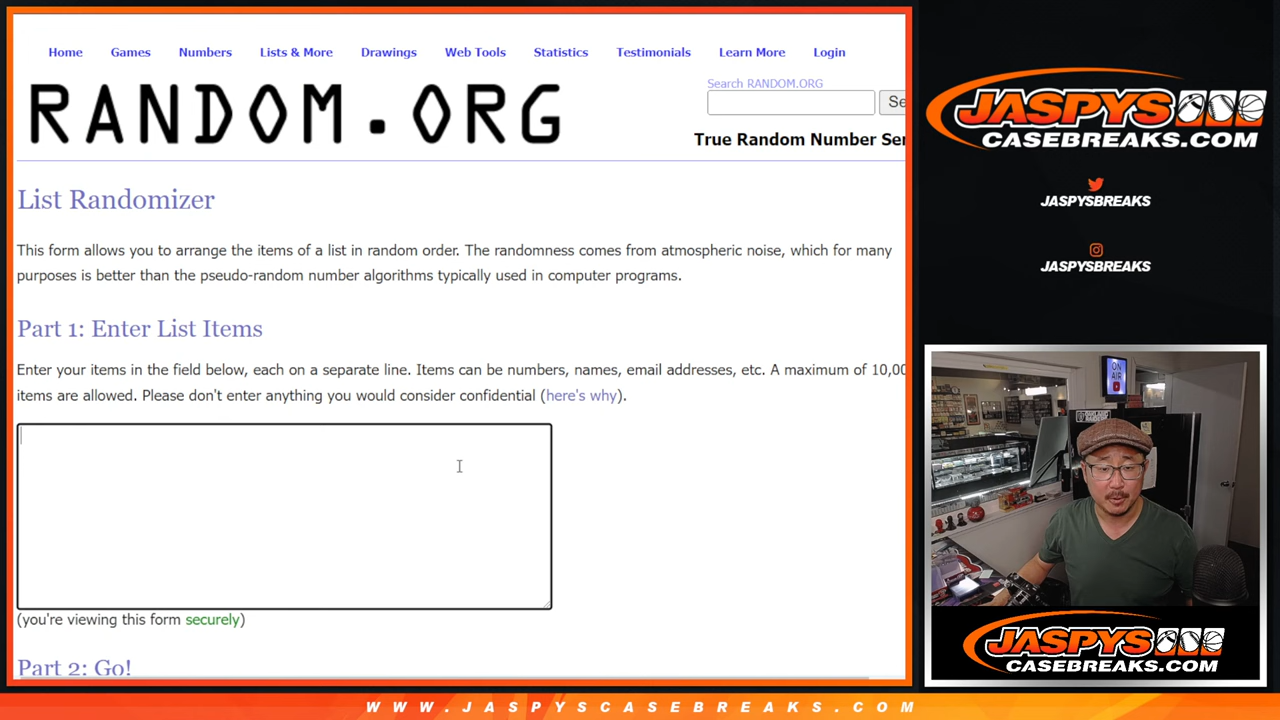 Home Games Numbers Lists & More Drawings Web Tools Statistics Testimonials Learn More Login
RANDOM.ORG
Search RANDOM.ORG
Se
True Random Number Ser
List Randomizer
This form allows you to arrange the items of a list in random order. The randomness comes from atmospheric noise, which for many
purposes is better than the pseudo-random number algorithms typically used in computer programs.
Part 1: Enter List Items
Enter your items in the field below, each on a separate line. Items can be numbers, names, email addresses, etc. A maximum of 10,00
items are allowed. Please don't enter anything you would consider confidential (here's why).
(you're viewing this form securely)
Part 2: Go!
JASPYS
CASEBREAKS.COM
JASPYSBREAKS
JASPYSBREAKS
ON
AIR
JASPYS
CASEBREAKS.COM
WWW.JASPYSCASEBREAKS.COM